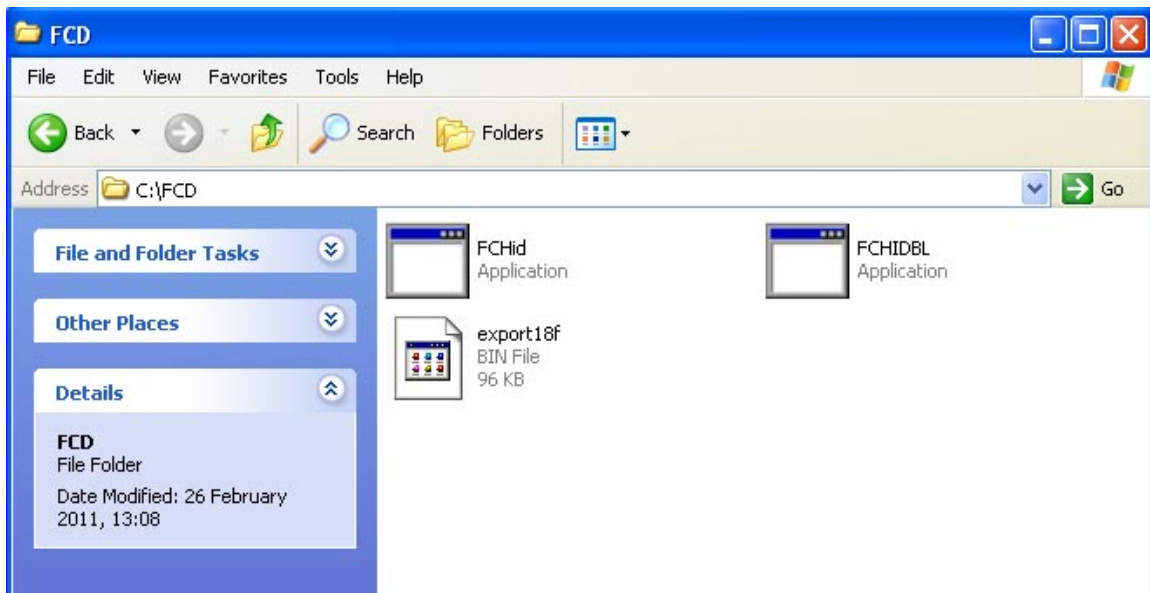 FCD
File Edit View Favorites Tools Help
Back Search Folders
Address C:\FCD Go
File and Folder Tasks
Other Places
Details
FCD
File Folder
Date Modified: 26 February
2011, 13:08
FCHid
Application
FCHIDBL
Application
export18f
BIN File
96 KB